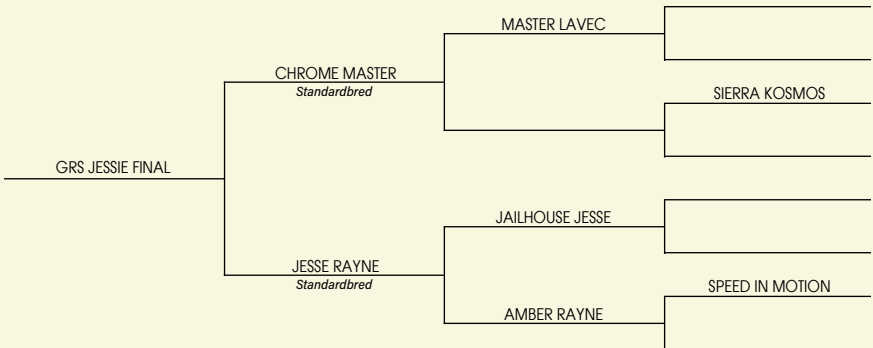 MASTER LAVEC
CHROME MASTER
Standardbred
SIERRA KOSMOS
GRS JESSIE FINAL
JAILHOUSE JESSE
JESSE RAYNE
Standardbred
SPEED IN MOTION
AMBER RAYNE